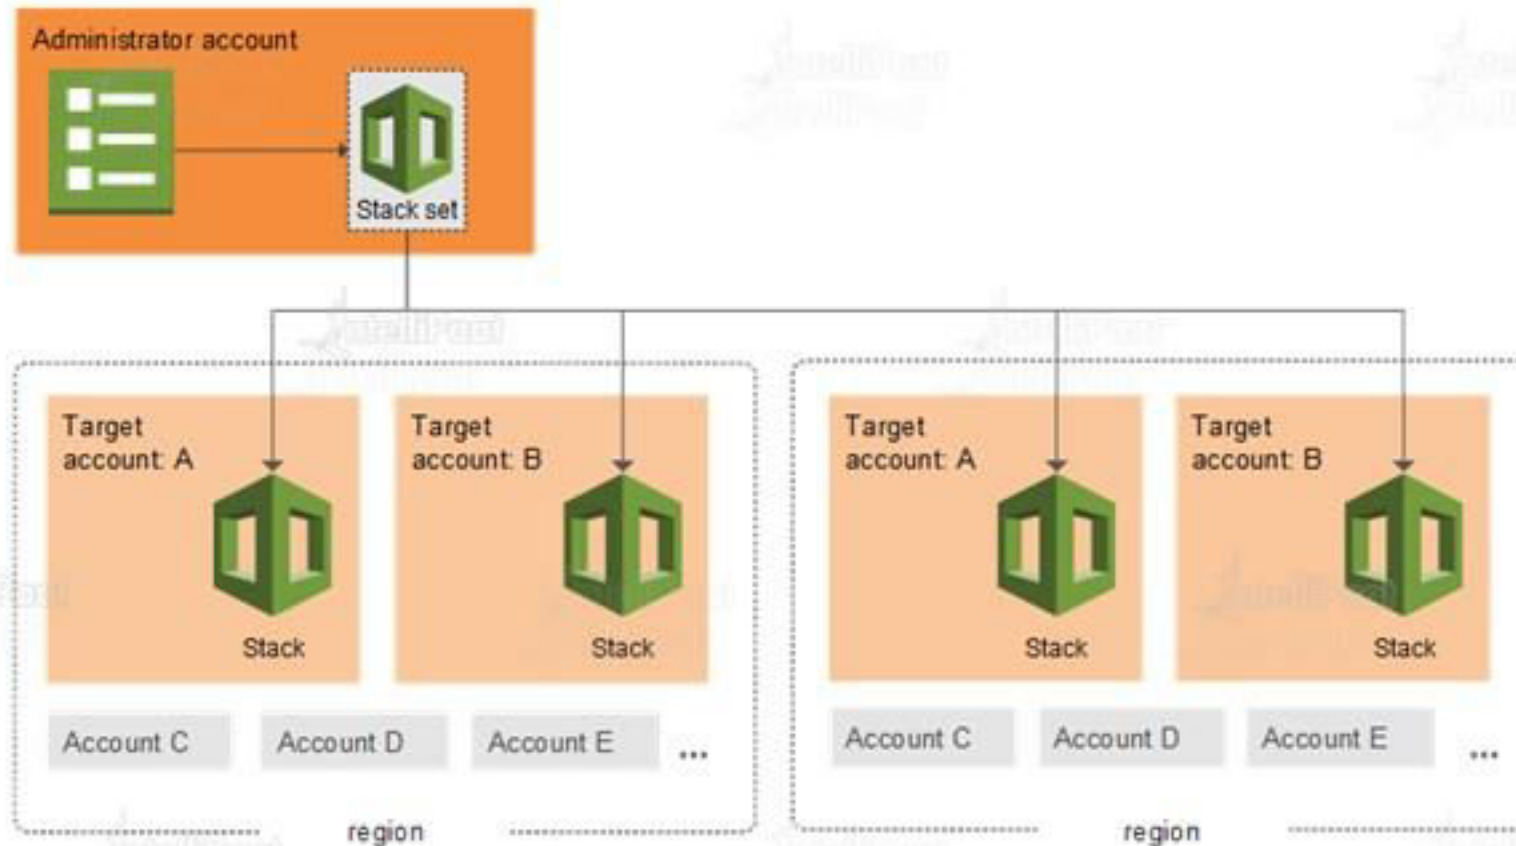 Administrator account
Stack set
Target
account: A
Stack
Target
account: B
Stack
Account C
Account D
Account E
...
region
Target
account: A
Stack
Target
account: B
Stack
Account C
Account D
Account E
...
region